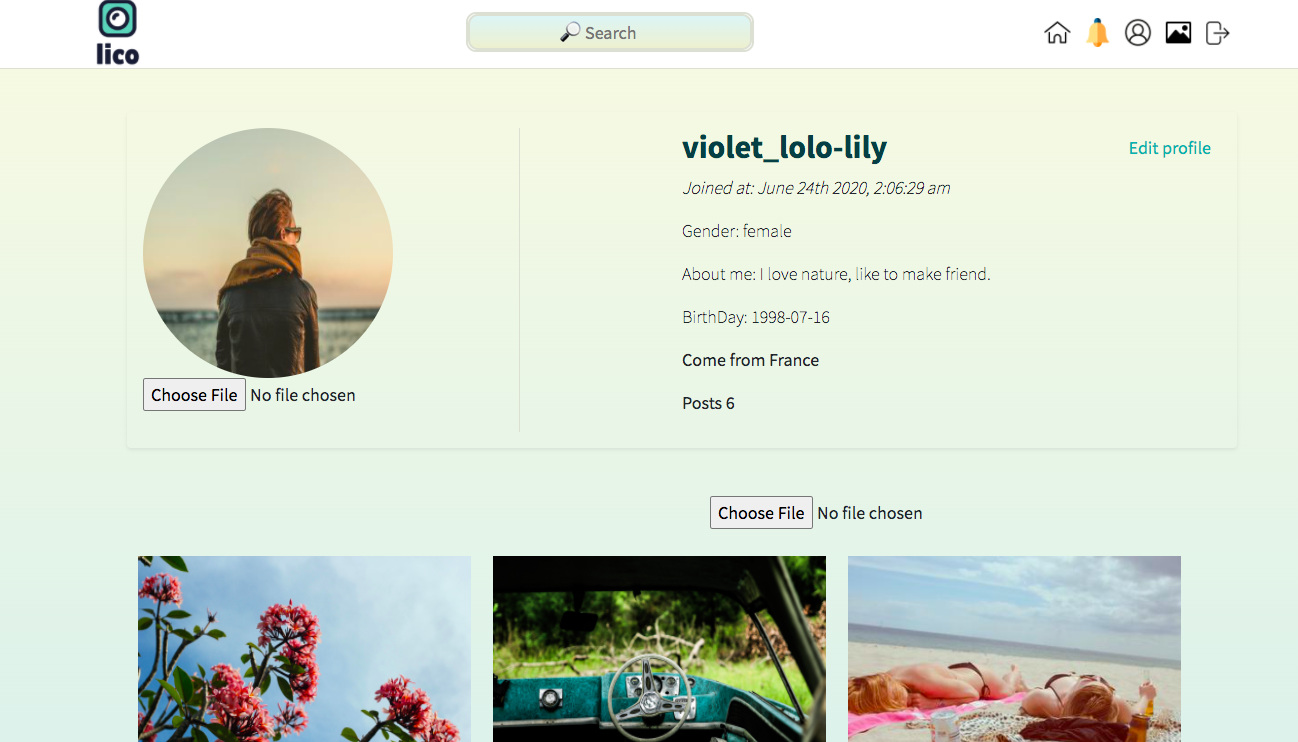 lico
🔎 Search
violet_lolo-lily
Edit profile
Joined at: June 24th 2020, 2:06:29 am
Gender: female
About me: I love nature, like to make friend.
BirthDay: 1998-07-16
Come from France
Posts 6
Choose File No file chosen
Choose File No file chosen